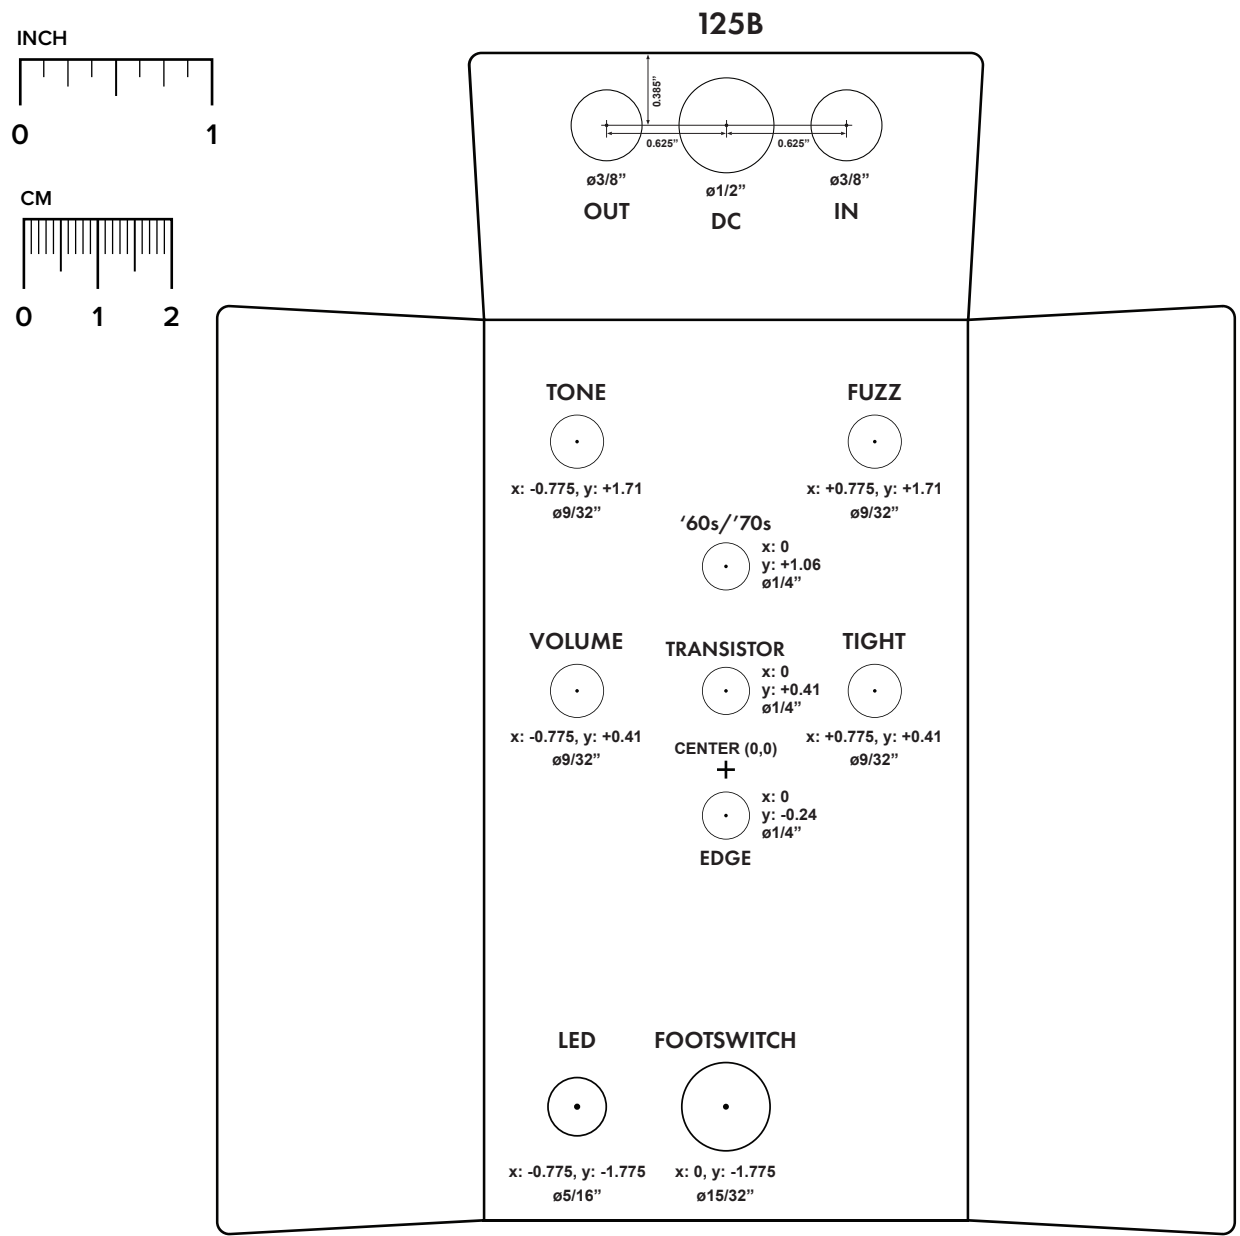 125B
INCH
0 1
CM
0 1 2
0.385”
0.625” 0.625”
ø3/8” ø1/2” ø3/8”
OUT DC IN
TONE FUZZ
x: -0.775, y: +1.71 x: +0.775, y: +1.71
ø9/32” ø9/32”
‘60s/’70s
x: 0
y: +1.06
ø1/4”
VOLUME TRANSISTOR TIGHT
x: 0
y: +0.41
ø1/4”
x: -0.775, y: +0.41 x: +0.775, y: +0.41
ø9/32” ø9/32”
CENTER (0,0)
x: 0
y: -0.24
ø1/4”
EDGE
LED FOOTSWITCH
x: -0.775, y: -1.775 x: 0, y: -1.775
ø5/16” ø15/32”